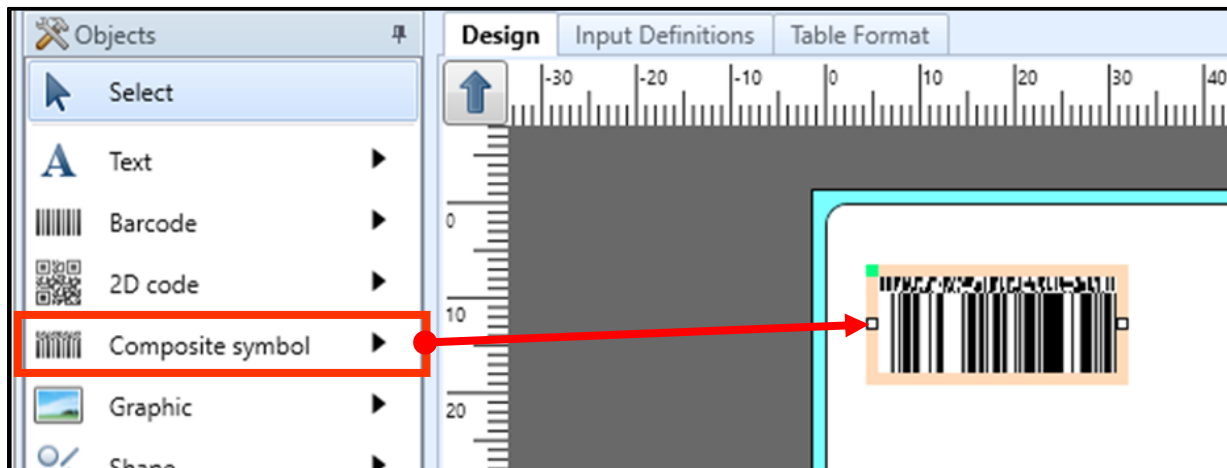 Objects
Select
Text
Barcode
2D code
Composite symbol
Graphic
Shape
Design Input Definitions Table Format
-30 -20 -10 0 10 20 30 40
0
10
20